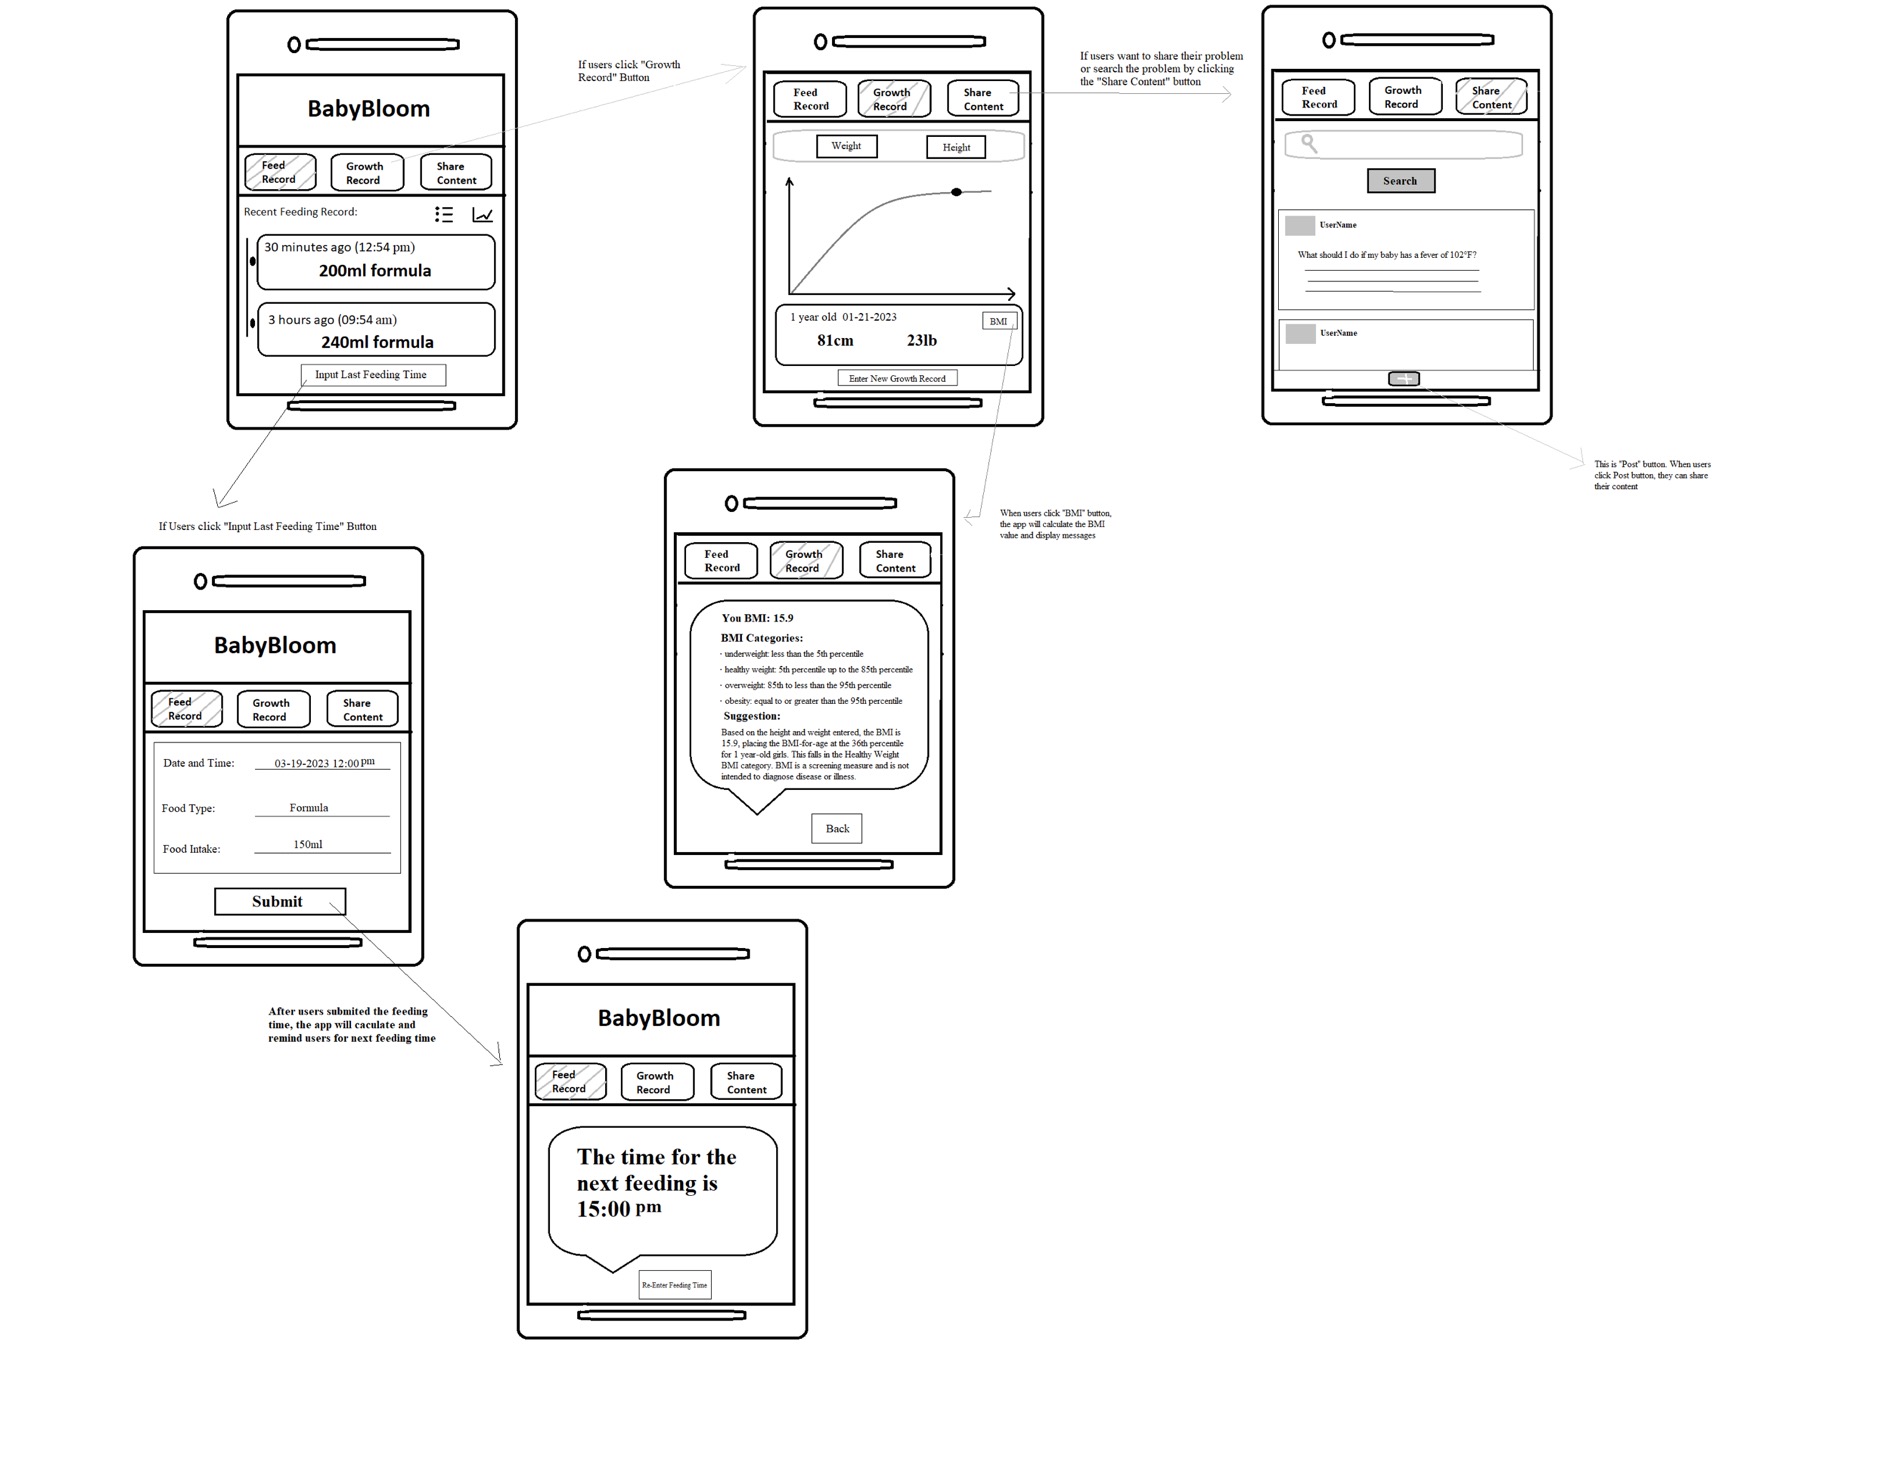 BabyBloom
Feed
Record
Growth
Record
Share
Content
Recent Feeding Record:
30 minutes ago (12:54 pm)
200ml formula
3 hours ago (09:54 am)
240ml formula
Input Last Feeding Time
If users click "Growth
Record" Button
Feed
Record
Growth
Record
Share
Content
Weight
Height
1 year old 01-21-2023
BMI
81cm
23lb
Enter New Growth Record
If users want to share their problem
or search the problem by clicking
the "Share Content" button
Feed
Record
Growth
Record
Share
Content
Search
UserName
What should I do if my baby has a fever of 102°F?
UserName
This is "Post" button. When users
click Post button, they can share
their content
If Users click "Input Last Feeding Time" Button
BabyBloom
Feed
Record
Growth
Record
Share
Content
Date and Time: 03-19-2023 12:00 pm
Food Type: Formula
Food Intake: 150ml
Submit
When users click "BMI" button,
the app will calculate the BMI
value and display messages
Feed
Record
Growth
Record
Share
Content
You BMI: 15.9
BMI Categories:
· underweight: less than the 5th percentile
· healthy weight: 5th percentile up to the 85th percentile
· overweight: 85th to less than the 95th percentile
· obesity: equal to or greater than the 95th percentile
Suggestion:
Based on the height and weight entered, the BMI is
15.9, placing the BMI-for-age at the 36th percentile
for 1 year-old girls. This falls in the Healthy Weight
BMI category. BMI is a screening measure and is not
intended to diagnose disease or illness.
Back
After users submited the feeding
time, the app will caculate and
remind users for next feeding time
BabyBloom
Feed
Record
Growth
Record
Share
Content
The time for the
next feeding is
15:00 pm
Re-Enter Feeding Time